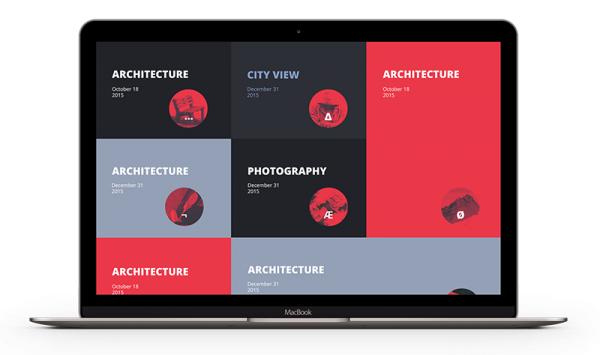 ARCHITECTURE
October 18
2015
...
CITY VIEW
December 31
2015
Δ
ARCHITECTURE
October 18
2015
ARCHITECTURE
December 31
2015
¬
PHOTOGRAPHY
December 31
2015
Æ
Ø
ARCHITECTURE
October 18
2015
ARCHITECTURE
December 31
2015
MacBook